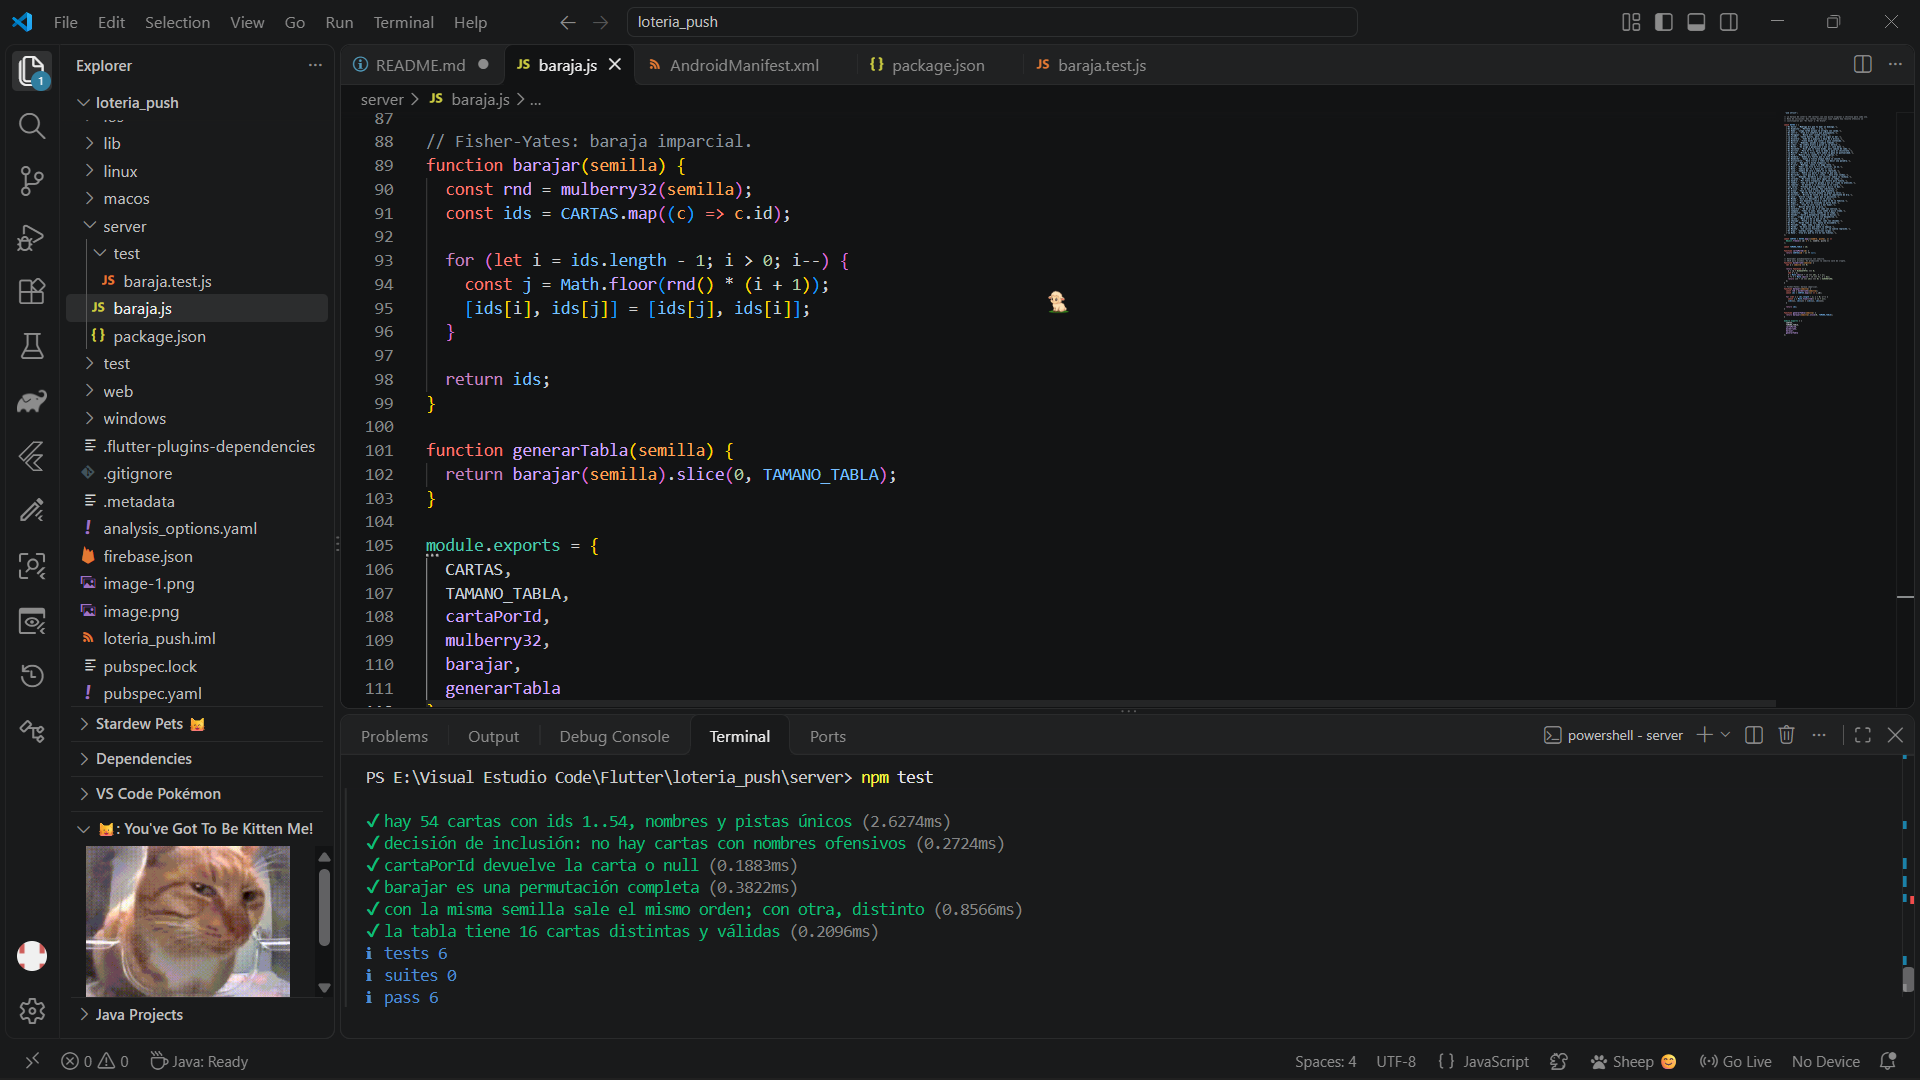 File Edit Selection View Go Run Terminal Help
loteria_push
Explorer
loteria_push
lib
linux
macos
server
test
JS baraja.test.js
JS baraja.js
{} package.json
test
web
windows
.flutter-plugins-dependencies
.gitignore
.metadata
! analysis_options.yaml
firebase.json
image-1.png
image.png
loteria_push.iml
pubspec.lock
! pubspec.yaml
Stardew Pets 😺
Dependencies
VS Code Pokémon
😺: You've Got To Be Kitten Me!
Java Projects
README.md
JS baraja.js
AndroidManifest.xml
{} package.json
JS baraja.test.js
server > JS baraja.js > ...
87
88 // Fisher-Yates: baraja imparcial.
89 function barajar(semilla) {
90 const rnd = mulberry32(semilla);
91 const ids = CARTAS.map((c) => c.id);
92
93 for (let i = ids.length - 1; i > 0; i--) {
94 const j = Math.floor(rnd() * (i + 1));
95 [ids[i], ids[j]] = [ids[j], ids[i]];
96 }
97
98 return ids;
99 }
100
101 function generarTabla(semilla) {
102 return barajar(semilla).slice(0, TAMANO_TABLA);
103 }
104
105 module.exports = {
106 CARTAS,
107 TAMANO_TABLA,
108 cartaPorId,
109 mulberry32,
110 barajar,
111 generarTabla
Problems Output Debug Console Terminal Ports
powershell - server
PS E:\Visual Estudio Code\Flutter\loteria_push\server> npm test
✓ hay 54 cartas con ids 1..54, nombres y pistas únicos (2.6274ms)
✓ decisión de inclusión: no hay cartas con nombres ofensivos (0.2724ms)
✓ cartaPorId devuelve la carta o null (0.1883ms)
✓ barajar es una permutación completa (0.3822ms)
✓ con la misma semilla sale el mismo orden; con otra, distinto (0.8566ms)
✓ la tabla tiene 16 cartas distintas y válidas (0.2096ms)
ℹ tests 6
ℹ suites 0
ℹ pass 6
1
0 0 Java: Ready
Spaces: 4 UTF-8 {} JavaScript Sheep 😊 Go Live No Device